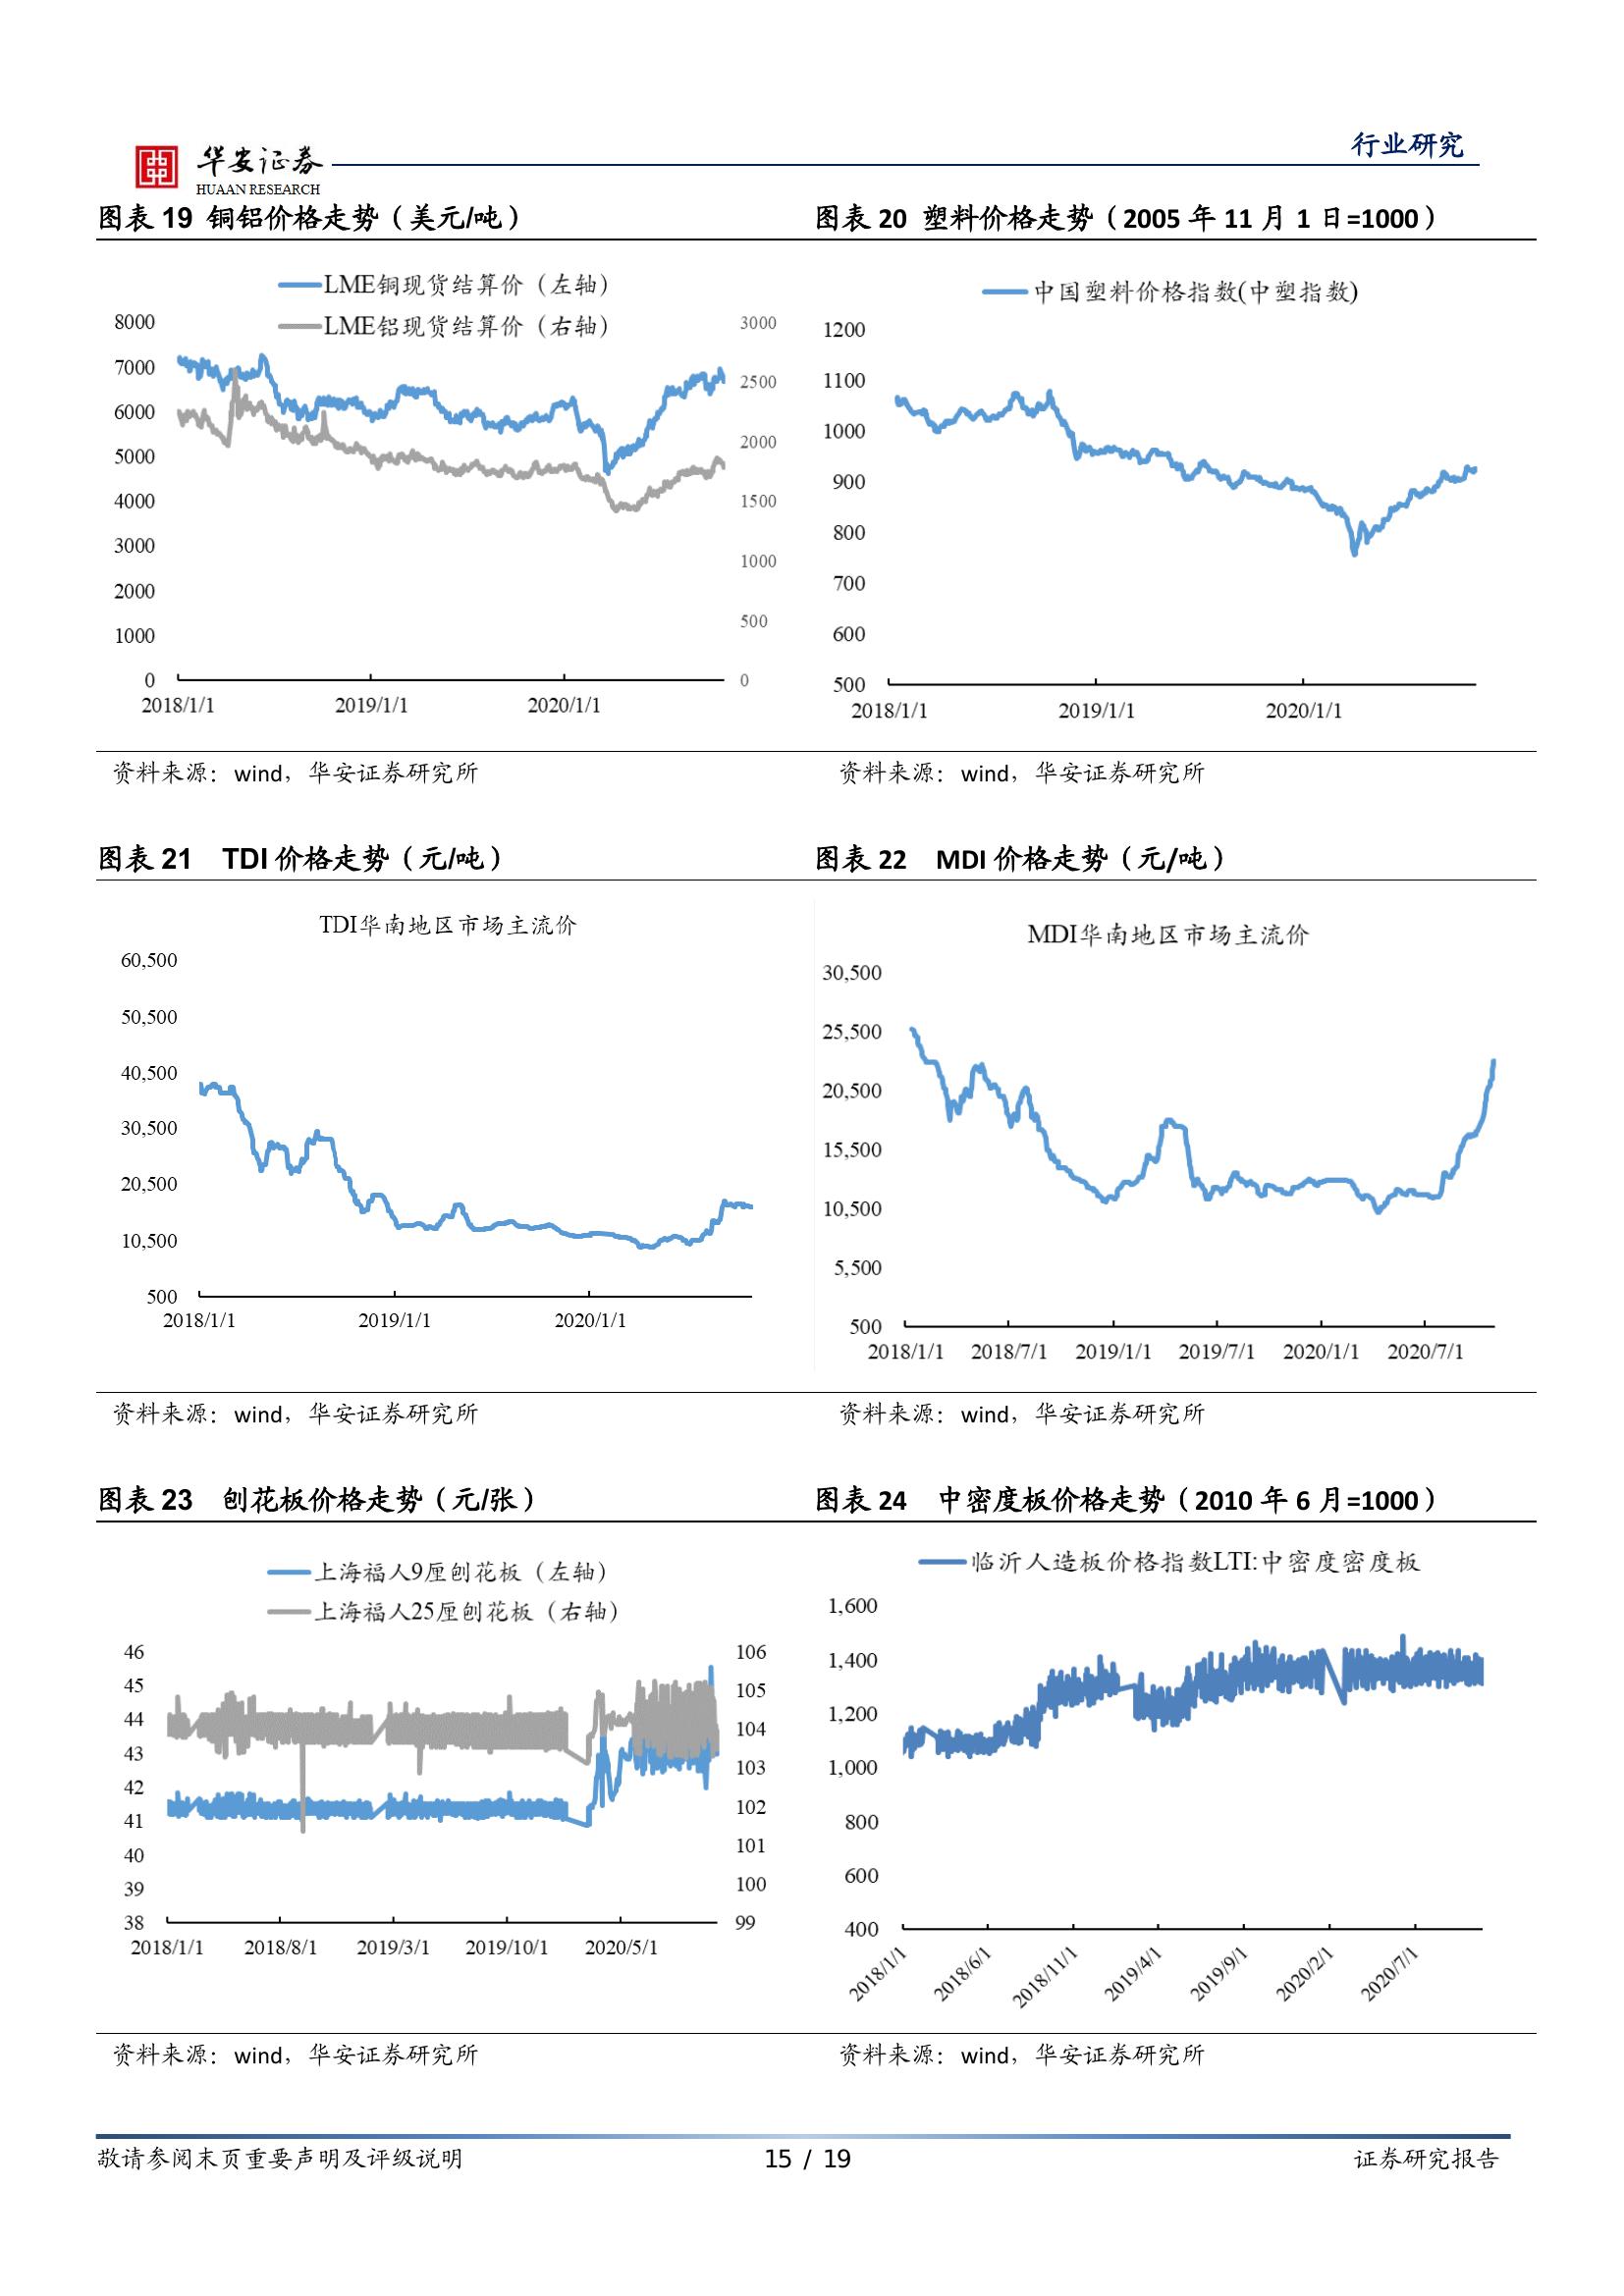 行业研究
华安证券
HUAAN RESEARCH
图表 19 铜铝价格走势（美元/吨）
LME铜现货结算价（左轴）
LME铝现货结算价（右轴）
8000
7000
6000
5000
4000
3000
2000
1000
0
3000
2500
2000
1500
1000
500
0
2018/1/1 2019/1/1 2020/1/1
资料来源：wind，华安证券研究所
图表 20 塑料价格走势（2005 年 11 月 1 日=1000）
中国塑料价格指数(中塑指数)
1200
1100
1000
900
800
700
600
500
2018/1/1 2019/1/1 2020/1/1
资料来源：wind，华安证券研究所
图表 21 TDI 价格走势（元/吨）
TDI华南地区市场主流价
60,500
50,500
40,500
30,500
20,500
10,500
500
2018/1/1 2019/1/1 2020/1/1
资料来源：wind，华安证券研究所
图表 22 MDI 价格走势（元/吨）
MDI华南地区市场主流价
30,500
25,500
20,500
15,500
10,500
5,500
500
2018/1/1 2018/7/1 2019/1/1 2019/7/1 2020/1/1 2020/7/1
资料来源：wind，华安证券研究所
图表 23 刨花板价格走势（元/张）
上海福人9厘刨花板（左轴）
上海福人25厘刨花板（右轴）
46
45
44
43
42
41
40
39
38
106
105
104
103
102
101
100
99
2018/1/1 2018/8/1 2019/3/1 2019/10/1 2020/5/1
资料来源：wind，华安证券研究所
图表 24 中密度板价格走势（2010 年 6 月=1000）
临沂人造板价格指数LTI:中密度密度板
1,600
1,400
1,200
1,000
800
600
400
2018/1/1 2018/6/1 2018/11/1 2019/4/1 2019/9/1 2020/2/1 2020/7/1
资料来源：wind，华安证券研究所
敬请参阅末页重要声明及评级说明 15 / 19 证券研究报告